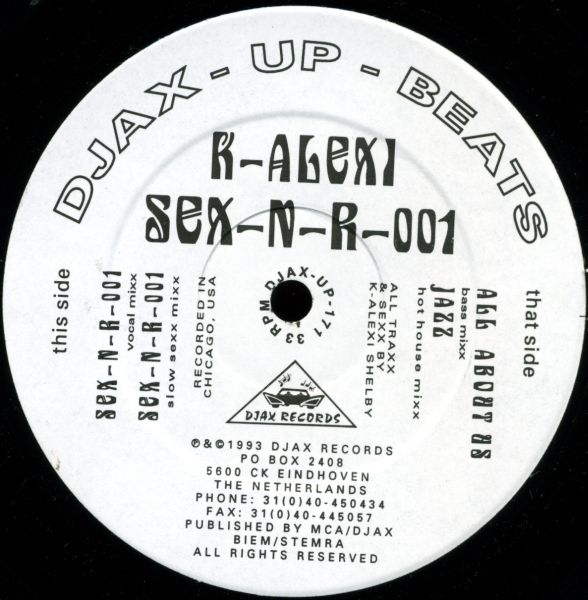 DJAX-UP-BEATS
K-ALEXI
SEX-N-R-001
this side
SEX-N-R-001
vocal mixx
SEX-N-R-001
slow sexx mixx
RECORDED IN
CHICAGO, USA
33 RPM DJAX-UP-171
that side
ALL ABOUT US
bass mixx
JAZZ
hot house mixx
ALL TRAXX
& SEXX BY
K-ALEXI SHELBY
DJAX RECORDS
℗&©1993 DJAX RECORDS
PO BOX 2408
5600 CK EINDHOVEN
THE NETHERLANDS
PHONE: 31(0)40-450434
FAX: 31(0)40-445057
PUBLISHED BY MCA/DJAX
BIEM/STEMRA
ALL RIGHTS RESERVED